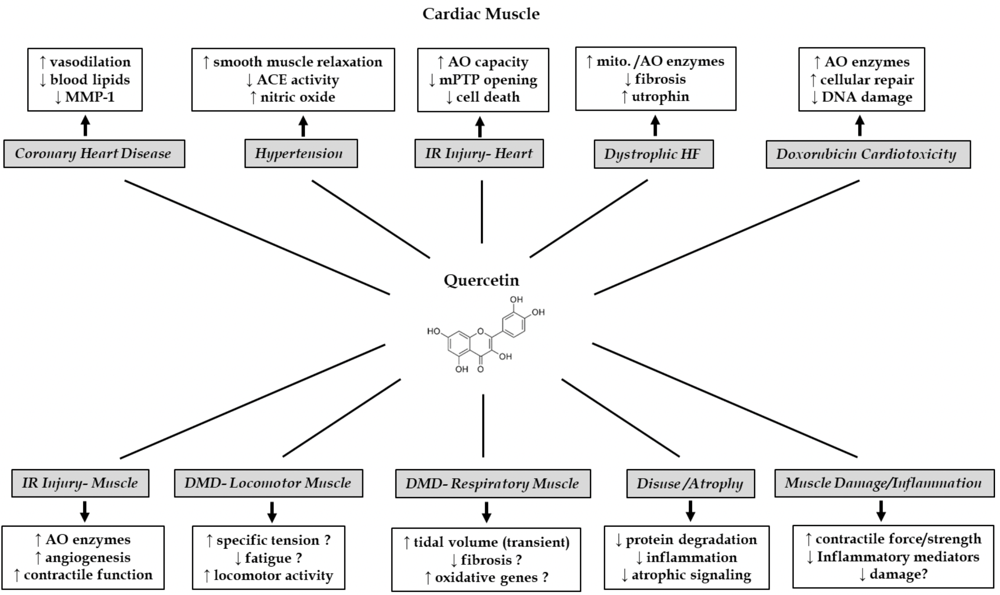 Cardiac Muscle
↑ vasodilation
↓ blood lipids
↓ MMP-1
↑ smooth muscle relaxation
↓ ACE activity
↑ nitric oxide
↑ AO capacity
↓ mPTP opening
↓ cell death
↑ mito. /AO enzymes
↓ fibrosis
↑ utrophin
↑ AO enzymes
↑ cellular repair
↓ DNA damage
Coronary Heart Disease
Hypertension
IR Injury- Heart
Dystrophic HF
Doxorubicin Cardiotoxicity
Quercetin
OH
OH
HO
O
OH
OH
O
IR Injury- Muscle
DMD- Locomotor Muscle
DMD- Respiratory Muscle
Disuse /Atrophy
Muscle Damage/Inflammation
↑ AO enzymes
↑ angiogenesis
↑ contractile function
↑ specific tension ?
↓ fatigue ?
↑ locomotor activity
↑ tidal volume (transient)
↓ fibrosis ?
↑ oxidative genes ?
↓ protein degradation
↓ inflammation
↓ atrophic signaling
↑ contractile force/strength
↓ Inflammatory mediators
↓ damage?